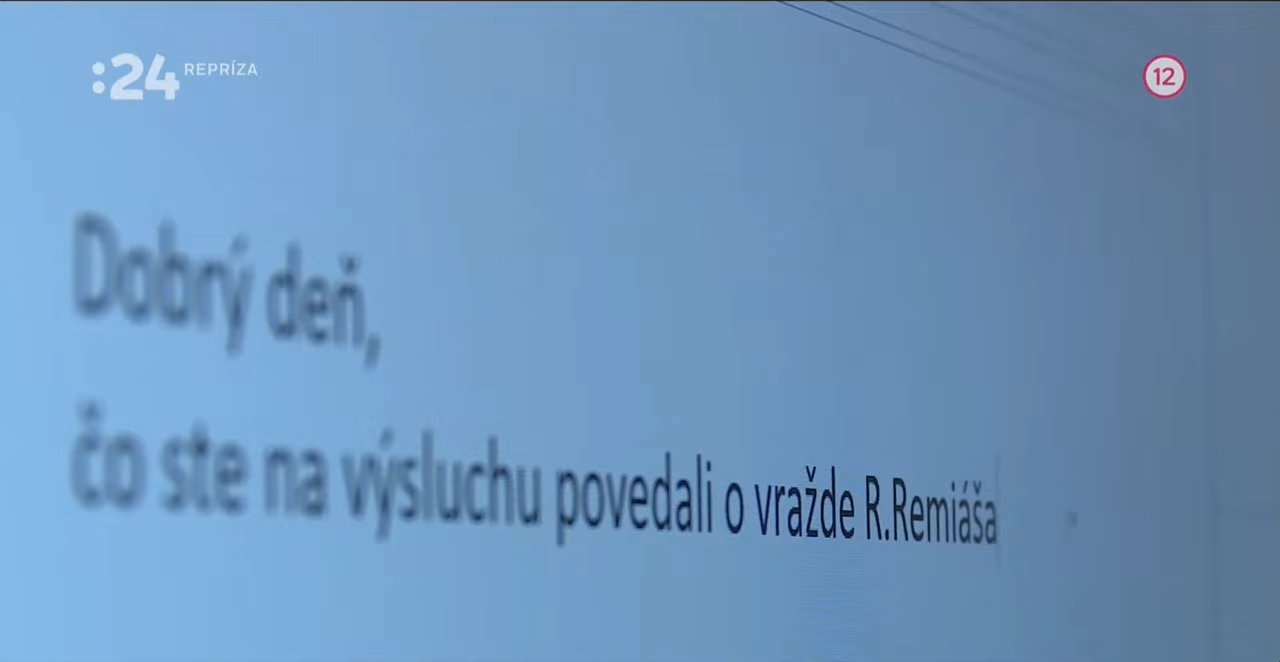 :24 REPRÍZA
12
Dobrý deň,
čo ste na výsluchu povedali o vražde R.Remiáša